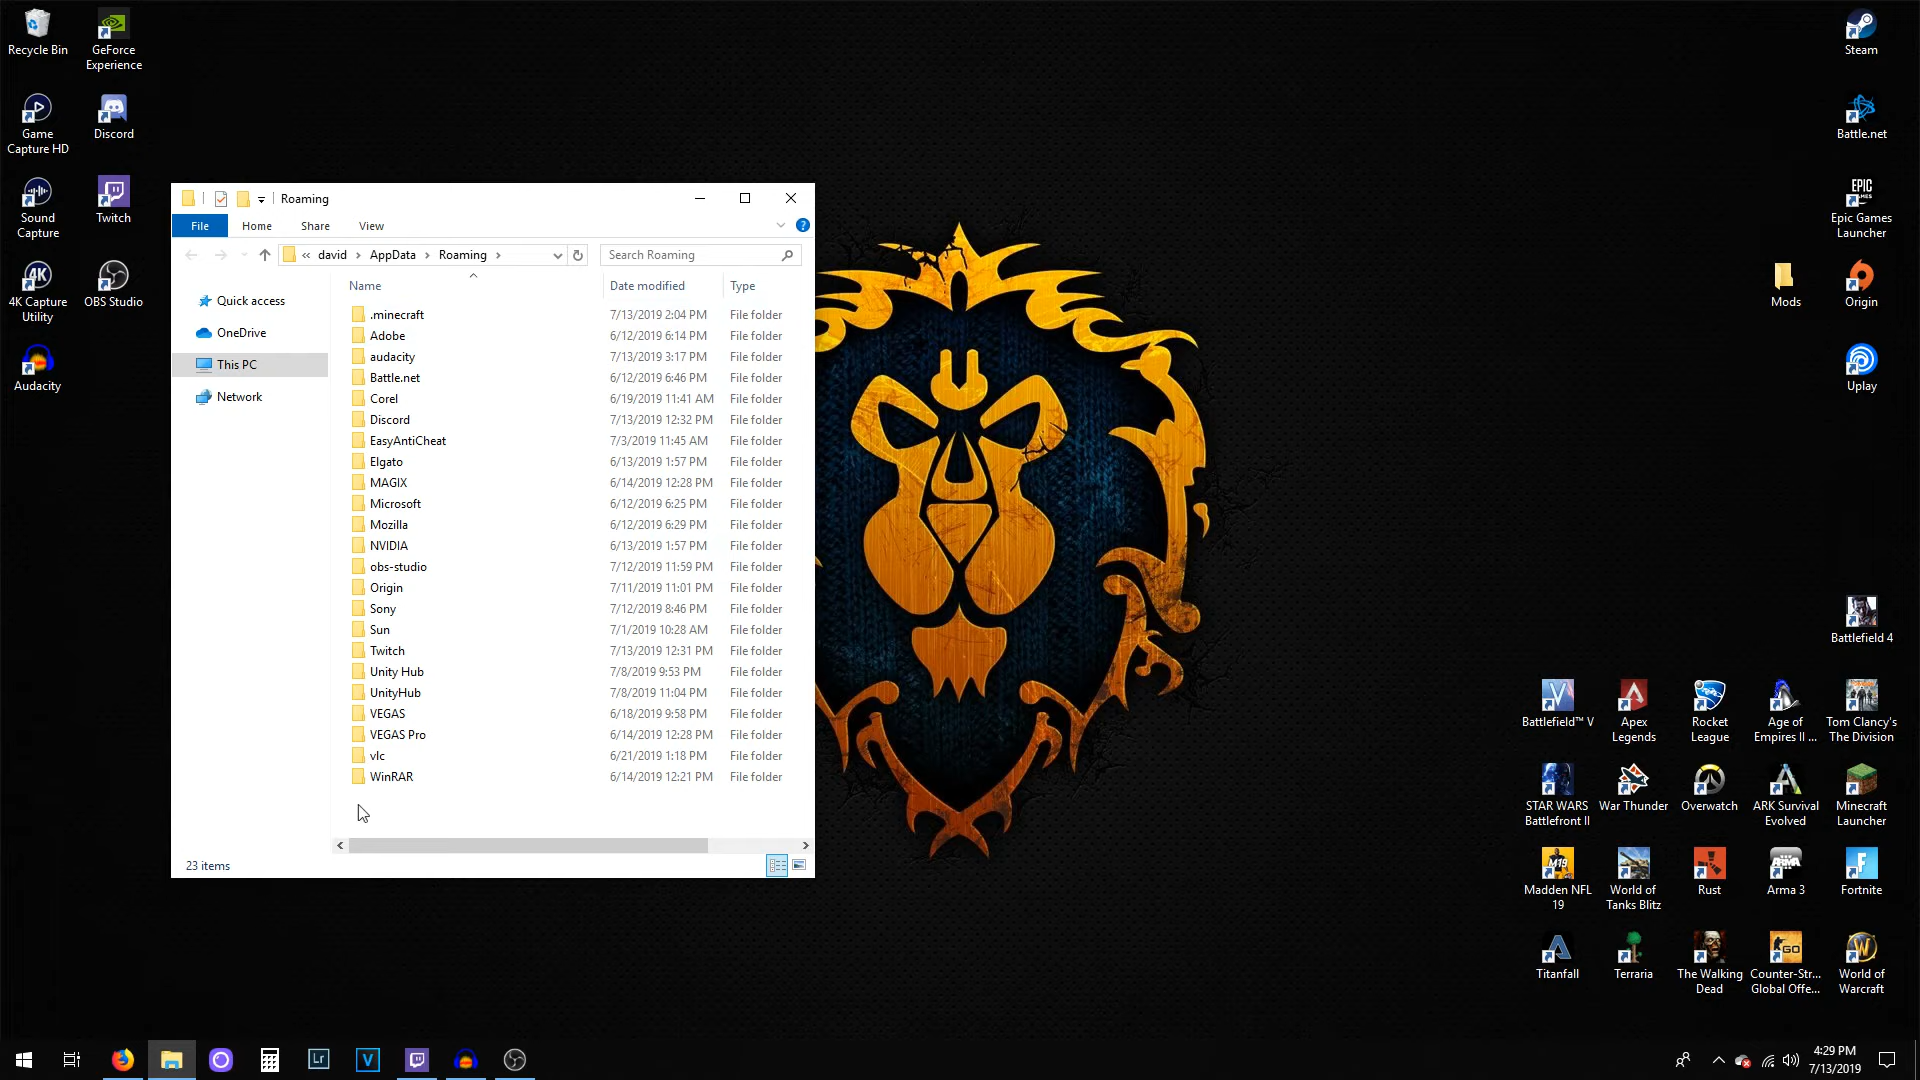 Recycle Bin
GeForce
Experience
Game
Capture HD
Discord
Sound
Capture
Twitch
4K
4K Capture
Utility
OBS Studio
Audacity
Roaming
File
Home
Share
View
?
« david › AppData › Roaming ›
Search Roaming
Quick access
OneDrive
This PC
Network
Name Date modified Type
.minecraft 7/13/2019 2:04 PM File folder
Adobe 6/12/2019 6:14 PM File folder
audacity 7/13/2019 3:17 PM File folder
Battle.net 6/12/2019 6:46 PM File folder
Corel 6/19/2019 11:41 AM File folder
Discord 7/13/2019 12:32 PM File folder
EasyAntiCheat 7/3/2019 11:45 AM File folder
Elgato 6/13/2019 1:57 PM File folder
MAGIX 6/14/2019 12:28 PM File folder
Microsoft 6/12/2019 6:25 PM File folder
Mozilla 6/12/2019 6:29 PM File folder
NVIDIA 6/13/2019 1:57 PM File folder
obs-studio 7/12/2019 11:59 PM File folder
Origin 7/11/2019 11:01 PM File folder
Sony 7/12/2019 8:46 PM File folder
Sun 7/1/2019 10:28 AM File folder
Twitch 7/13/2019 12:31 PM File folder
Unity Hub 7/8/2019 9:53 PM File folder
UnityHub 7/8/2019 11:04 PM File folder
VEGAS 6/18/2019 9:58 PM File folder
VEGAS Pro 6/14/2019 12:28 PM File folder
vlc 6/21/2019 1:18 PM File folder
WinRAR 6/14/2019 12:21 PM File folder
23 items
Steam
Battle.net
EPIC
GAMES
Epic Games
Launcher
Mods
Origin
Uplay
Battlefield 4
V
Battlefield™ V
Apex
Legends
Rocket
League
Age of
Empires II ...
Tom Clancy's
The Division
STAR WARS
Battlefront II
War Thunder
Overwatch
ARK Survival
Evolved
Minecraft
Launcher
M19
Madden NFL
19
World of
Tanks Blitz
Rust
ARMA
Arma 3
F
Fortnite
Titanfall
Terraria
The Walking
Dead
GO
Counter-Str...
Global Offe...
W
World of
Warcraft
Lr
V
4:29 PM
7/13/2019